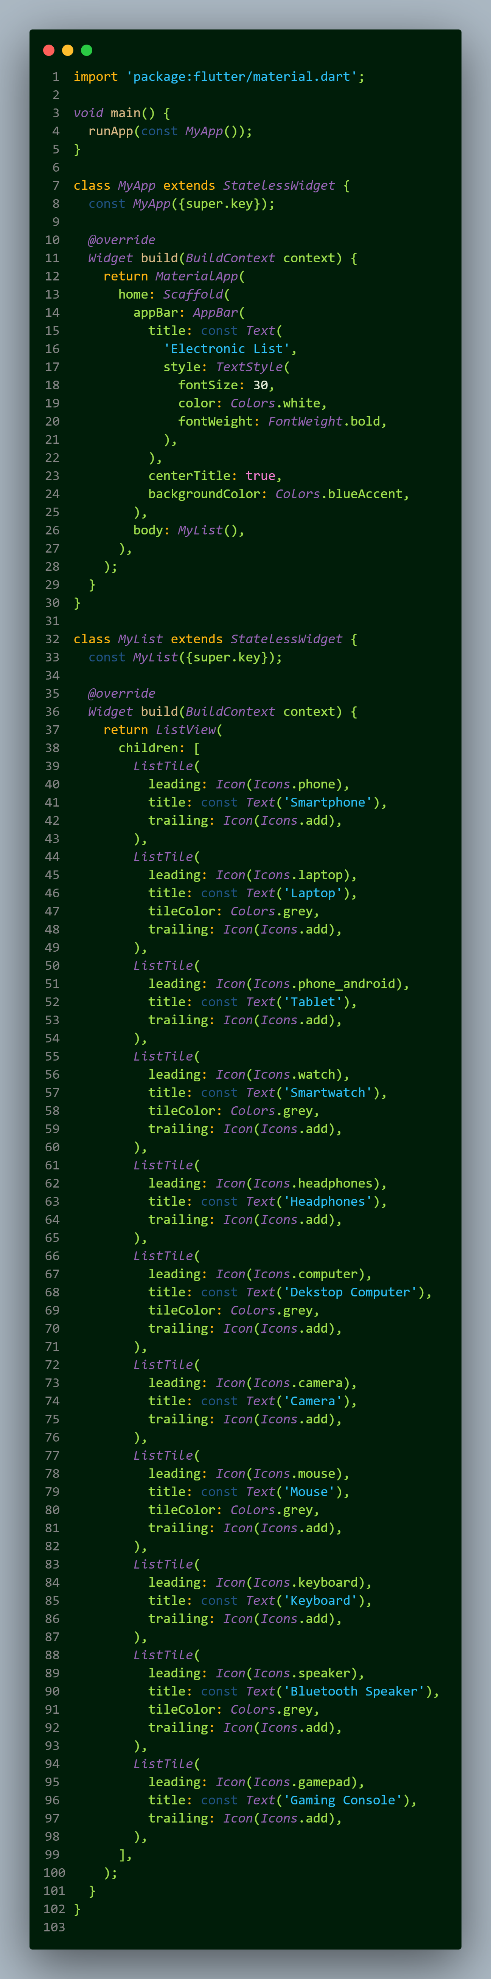 1 import 'package:flutter/material.dart';
2
3 void main() {
4   runApp(const MyApp());
5 }
6
7 class MyApp extends StatelessWidget {
8   const MyApp({super.key});
9
10   @override
11   Widget build(BuildContext context) {
12     return MaterialApp(
13       home: Scaffold(
14         appBar: AppBar(
15           title: const Text(
16             'Electronic List',
17             style: TextStyle(
18               fontSize: 30,
19               color: Colors.white,
20               fontWeight: FontWeight.bold,
21             ),
22           ),
23           centerTitle: true,
24           backgroundColor: Colors.blueAccent,
25         ),
26         body: MyList(),
27       ),
28     );
29   }
30 }
31
32 class MyList extends StatelessWidget {
33   const MyList({super.key});
34
35   @override
36   Widget build(BuildContext context) {
37     return ListView(
38       children: [
39         ListTile(
40           leading: Icon(Icons.phone),
41           title: const Text('Smartphone'),
42           trailing: Icon(Icons.add),
43         ),
44         ListTile(
45           leading: Icon(Icons.laptop),
46           title: const Text('Laptop'),
47           tileColor: Colors.grey,
48           trailing: Icon(Icons.add),
49         ),
50         ListTile(
51           leading: Icon(Icons.phone_android),
52           title: const Text('Tablet'),
53           trailing: Icon(Icons.add),
54         ),
55         ListTile(
56           leading: Icon(Icons.watch),
57           title: const Text('Smartwatch'),
58           tileColor: Colors.grey,
59           trailing: Icon(Icons.add),
60         ),
61         ListTile(
62           leading: Icon(Icons.headphones),
63           title: const Text('Headphones'),
64           trailing: Icon(Icons.add),
65         ),
66         ListTile(
67           leading: Icon(Icons.computer),
68           title: const Text('Dekstop Computer'),
69           tileColor: Colors.grey,
70           trailing: Icon(Icons.add),
71         ),
72         ListTile(
73           leading: Icon(Icons.camera),
74           title: const Text('Camera'),
75           trailing: Icon(Icons.add),
76         ),
77         ListTile(
78           leading: Icon(Icons.mouse),
79           title: const Text('Mouse'),
80           tileColor: Colors.grey,
81           trailing: Icon(Icons.add),
82         ),
83         ListTile(
84           leading: Icon(Icons.keyboard),
85           title: const Text('Keyboard'),
86           trailing: Icon(Icons.add),
87         ),
88         ListTile(
89           leading: Icon(Icons.speaker),
90           title: const Text('Bluetooth Speaker'),
91           tileColor: Colors.grey,
92           trailing: Icon(Icons.add),
93         ),
94         ListTile(
95           leading: Icon(Icons.gamepad),
96           title: const Text('Gaming Console'),
97           trailing: Icon(Icons.add),
98         ),
99       ],
100     );
101   }
102 }
103